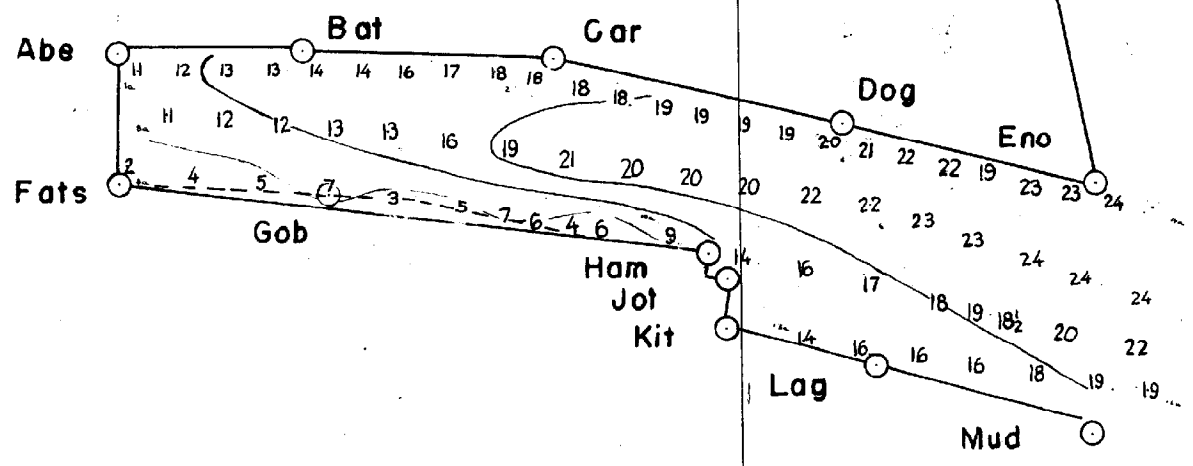 Abe Bat Car
11 12 13 13 14 14 16 17 18 18
18 18 19 19 9 19 20 21 22 22 19 23 23 24
Dog
Eno
11 12 12 13 13 16 19 21 20 20 20 22 22 23 23 24 24 24
Fats 2 4 5 7 3 5 7 6 4 6 9
Gob
Ham 14 16 17 18 19 18½ 20 22
Jot
Kit 14 16 16 16 18 19 19
Lag
Mud